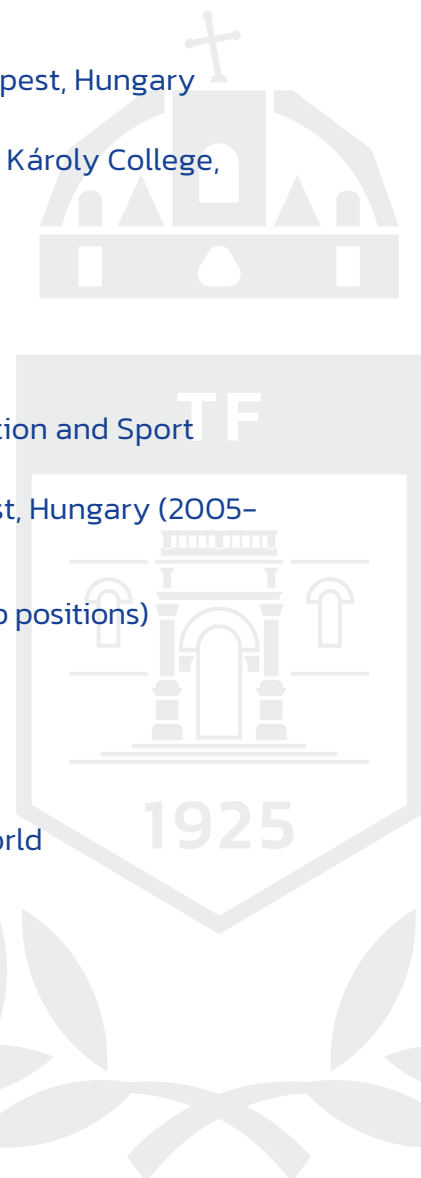 pest, Hungary
Károly College,
TF
tion and Sport
st, Hungary (2005-
positions)
1925
orld